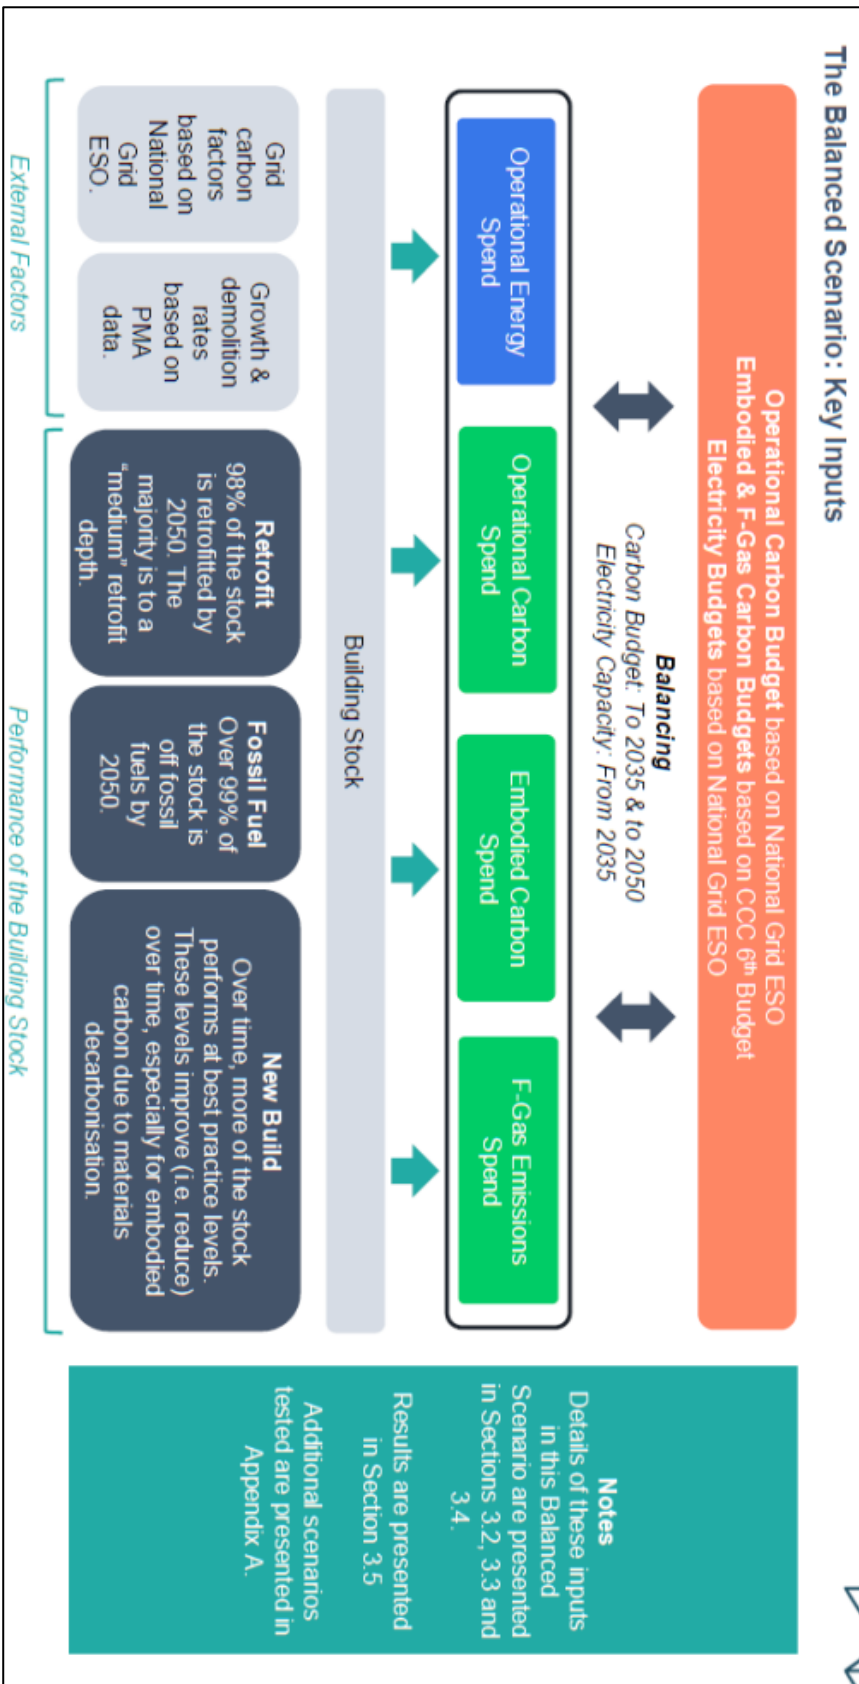 The Balanced Scenario: Key Inputs
Operational Carbon Budget based on National Grid ESO
Embodied & F-Gas Carbon Budgets based on CCC 6th Budget
Electricity Budgets based on National Grid ESO
Balancing
Carbon Budget: To 2035 & to 2050
Electricity Capacity: From 2035
Operational Energy
Spend
Operational Carbon
Spend
Embodied Carbon
Spend
F-Gas Emissions
Spend
Building Stock
Grid
carbon
factors
based on
National
Grid
ESO.
Growth &
demolition
rates
based on
PMA
data.
Retrofit
98% of the stock
is retrofitted by
2050. The
majority is to a
“medium” retrofit
depth.
Fossil Fuel
Over 99% of
the stock is
off fossil
fuels by
2050.
New Build
Over time, more of the stock
performs at best practice levels.
These levels improve (i.e. reduce)
over time, especially for embodied
carbon due to materials
decarbonisation.
External Factors
Performance of the Building Stock
Notes
Details of these inputs
in this Balanced
Scenario are presented
in Sections 3.2, 3.3 and
3.4.
Results are presented
in Section 3.5
Additional scenarios
tested are presented in
Appendix A.